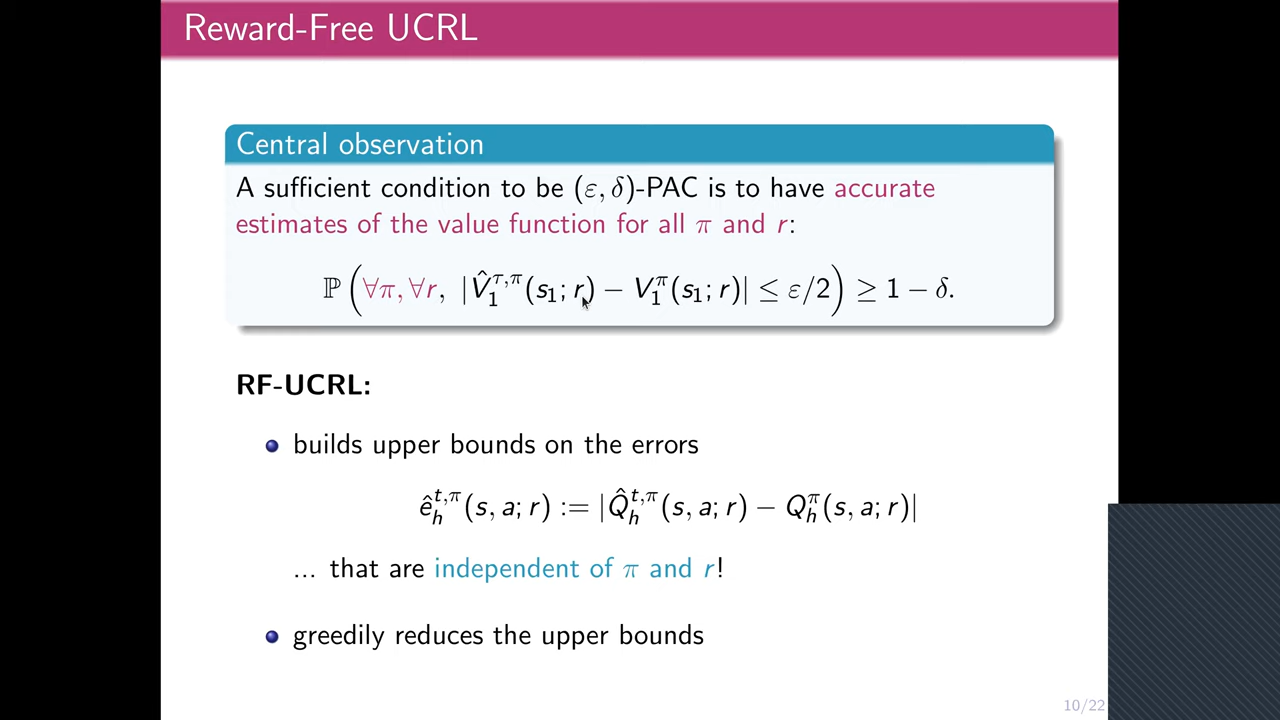 Reward-Free UCRL
Central observation
A sufficient condition to be (ε, δ)-PAC is to have accurate
estimates of the value function for all π and r:
ℙ (∀π, ∀r, |V̂₁^{τ,π}(s₁; r) − V₁^π(s₁; r)| ≤ ε/2) ≥ 1 − δ.
RF-UCRL:
builds upper bounds on the errors
ê_h^{t,π}(s, a; r) := |Q̂_h^{t,π}(s, a; r) − Q_h^π(s, a; r)|
... that are independent of π and r!
greedily reduces the upper bounds
10/22